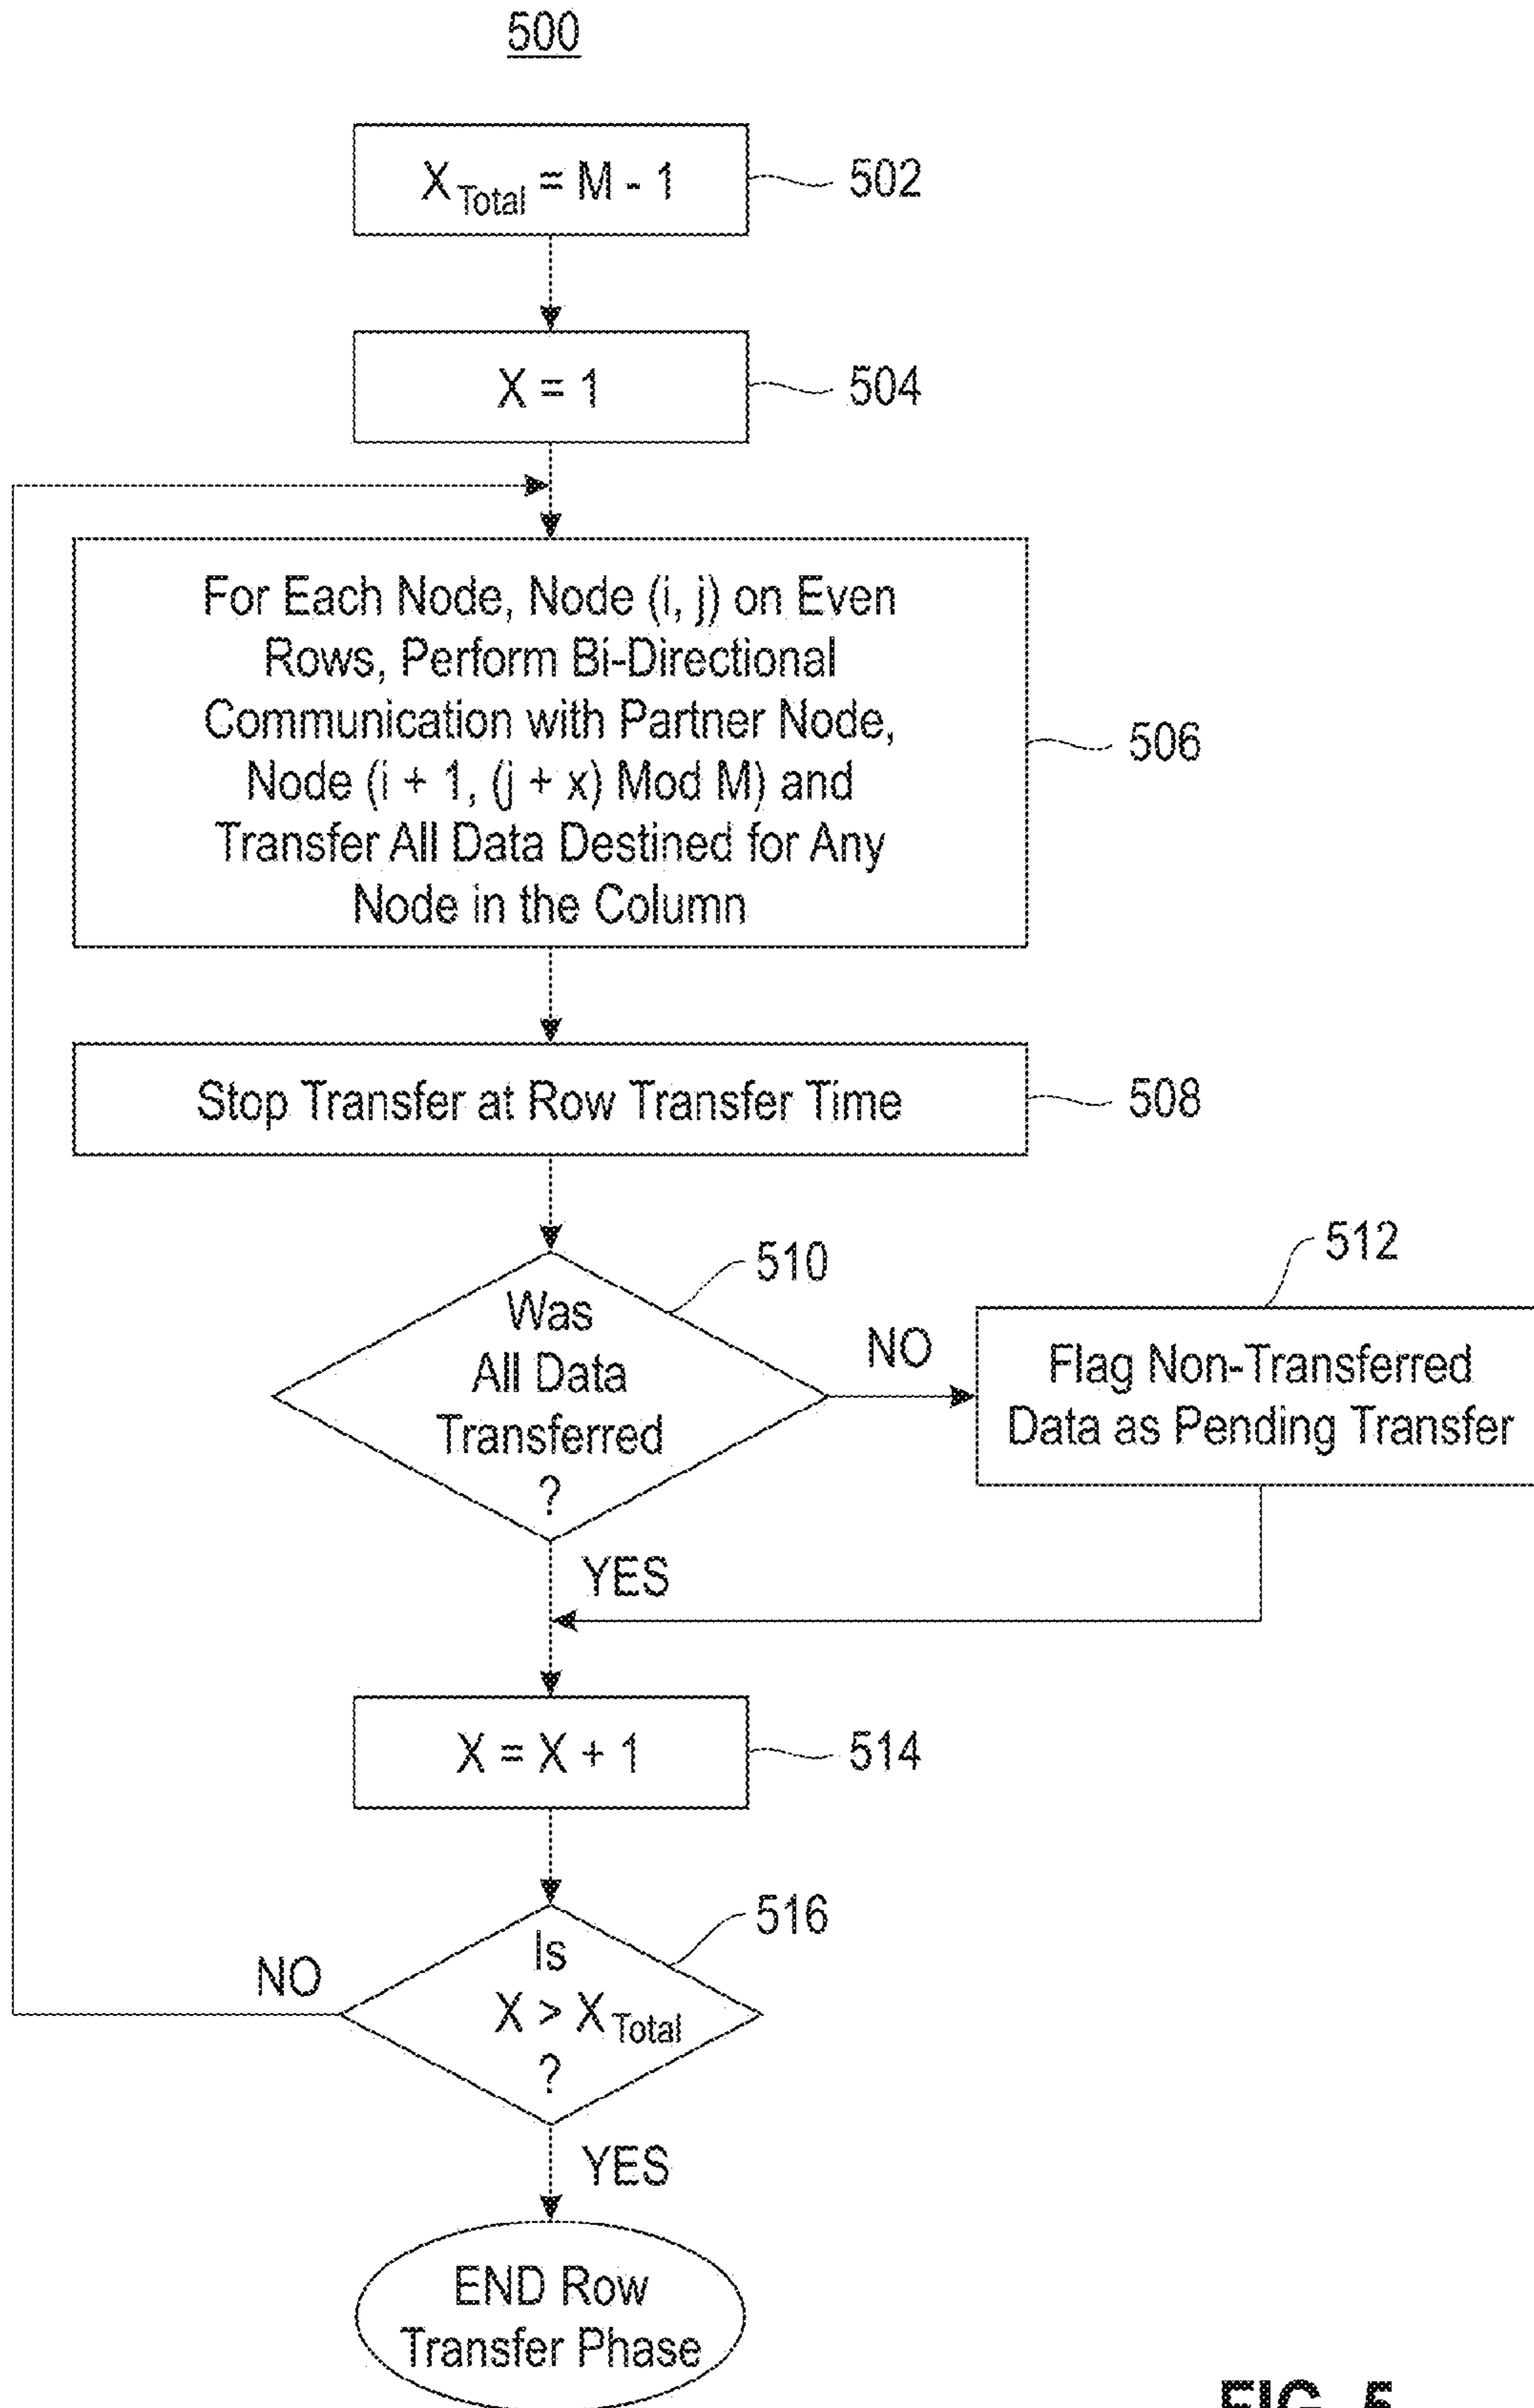 500
X Total = M - 1
502
X = 1
504
For Each Node, Node (i, j) on Even
Rows, Perform Bi-Directional
Communication with Partner Node,
Node (i + 1, (j + x) Mod M) and
Transfer All Data Destined for Any
Node in the Column
506
Stop Transfer at Row Transfer Time
508
510
Was
All Data
Transferred
?
NO
512
Flag Non-Transferred
Data as Pending Transfer
YES
X = X + 1
514
516
Is
X > X Total
?
NO
YES
END Row
Transfer Phase
FIG. 5